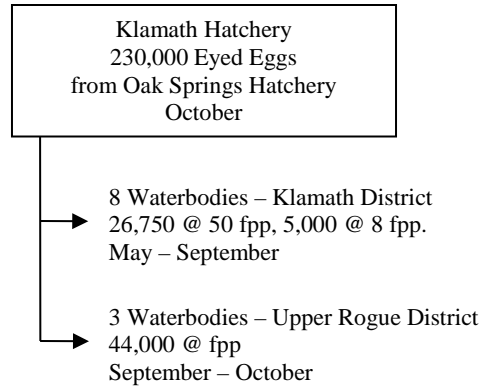 Klamath Hatchery
230,000 Eyed Eggs
from Oak Springs Hatchery
October
8 Waterbodies – Klamath District
26,750 @ 50 fpp, 5,000 @ 8 fpp.
May – September
3 Waterbodies – Upper Rogue District
44,000 @ fpp
September – October